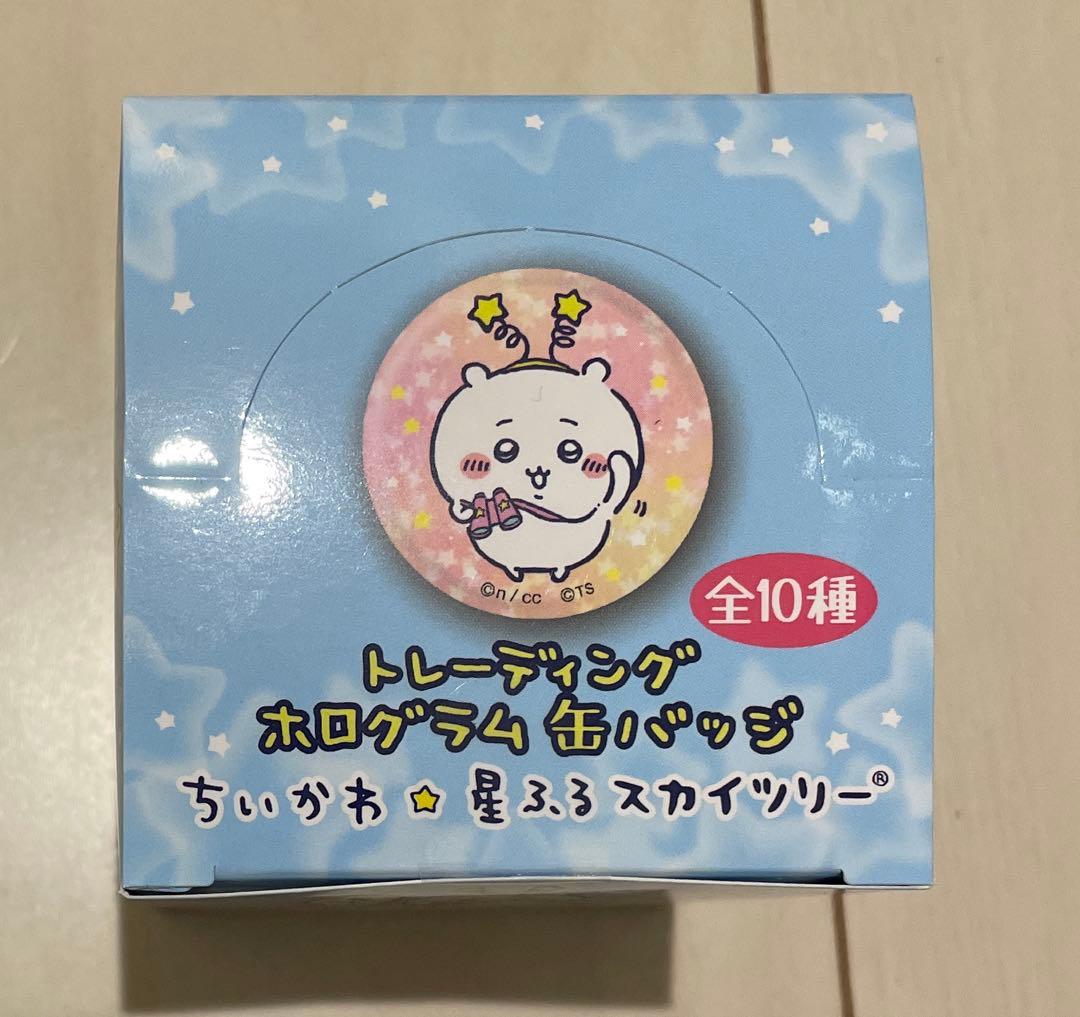 ©n/cc ©TS
全10種
トレーディング
ホログラム缶バッジ
ちいかわ☆星ふるスカイツリー®